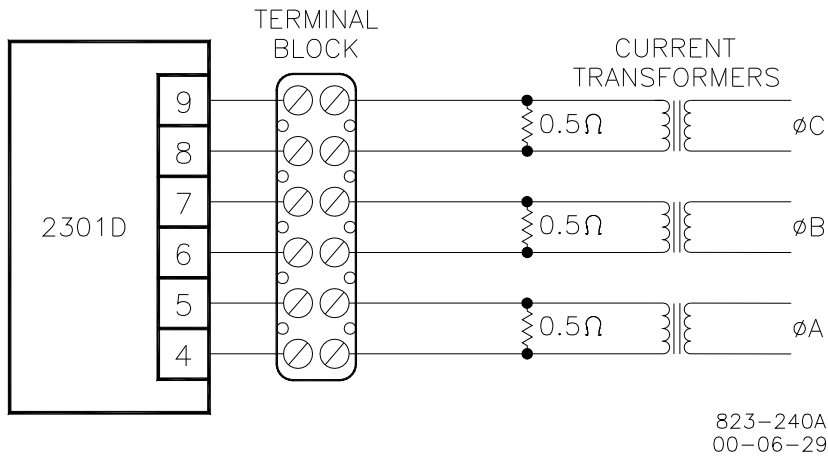 TERMINAL
BLOCK
CURRENT
TRANSFORMERS
9
0.5Ω
øC
8
7
2301D
0.5Ω
øB
6
5
0.5Ω
øA
4
823-240A
00-06-29